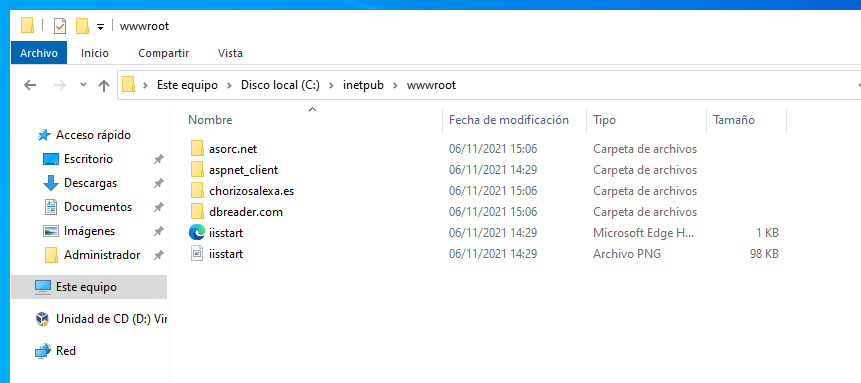 wwwroot
Archivo Inicio Compartir Vista
Este equipo Disco local (C:) inetpub wwwroot
Nombre Fecha de modificación Tipo Tamaño
Acceso rápido
Escritorio
Descargas
Documentos
Imágenes
Administrador
Este equipo
Unidad de CD (D:) Vir
Red
asorc.net 06/11/2021 15:06 Carpeta de archivos
aspnet_client 06/11/2021 14:29 Carpeta de archivos
chorizosalexa.es 06/11/2021 15:06 Carpeta de archivos
dbreader.com 06/11/2021 15:06 Carpeta de archivos
iisstart 06/11/2021 14:29 Microsoft Edge H... 1 KB
iisstart 06/11/2021 14:29 Archivo PNG 98 KB